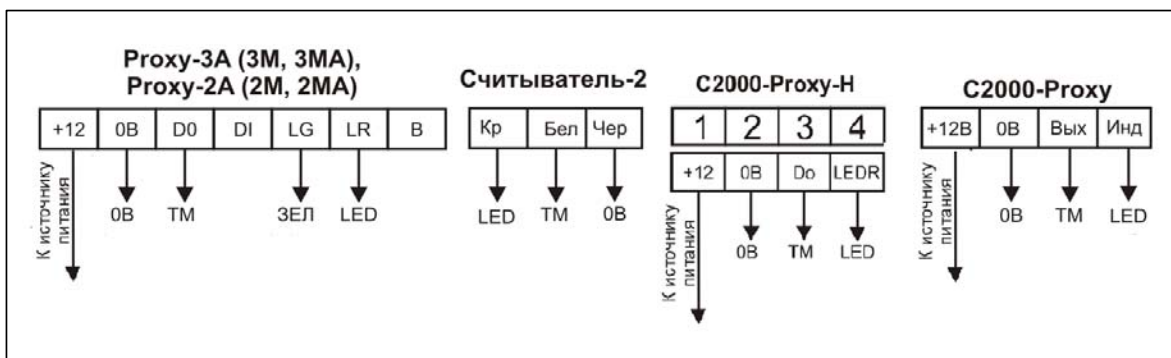 Proxy-3A (3M, 3MA),
Proxy-2A (2M, 2MA)
+12 0В D0 DI LG LR B
К источнику
питания
0В ТМ ЗЕЛ LED
Считыватель-2
Кр Бел Чер
LED ТМ 0В
С2000-Proxy-H
1 2 3 4
+12 0В Do LEDR
К источнику
питания
0В ТМ LED
С2000-Proxy
+12В 0В Вых Инд
К источнику
питания
0В ТМ LED